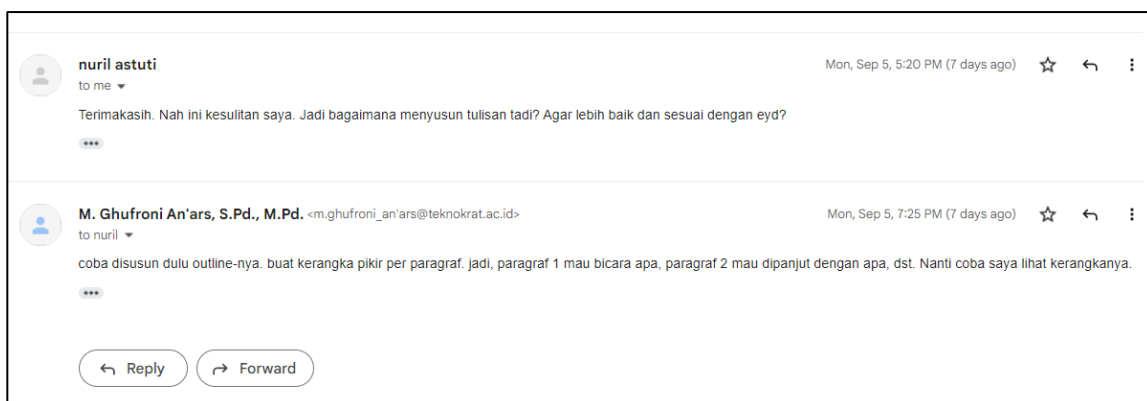 nuril astuti
Mon, Sep 5, 5:20 PM (7 days ago)
to me
Terimakasih. Nah ini kesulitan saya. Jadi bagaimana menyusun tulisan tadi? Agar lebih baik dan sesuai dengan eyd?
M. Ghufroni An'ars, S.Pd., M.Pd. <m.ghufroni_an'ars@teknokrat.ac.id>
Mon, Sep 5, 7:25 PM (7 days ago)
to nuril
coba disusun dulu outline-nya. buat kerangka pikir per paragraf. jadi, paragraf 1 mau bicara apa, paragraf 2 mau dipanjut dengan apa, dst. Nanti coba saya lihat kerangkanya.
Reply
Forward